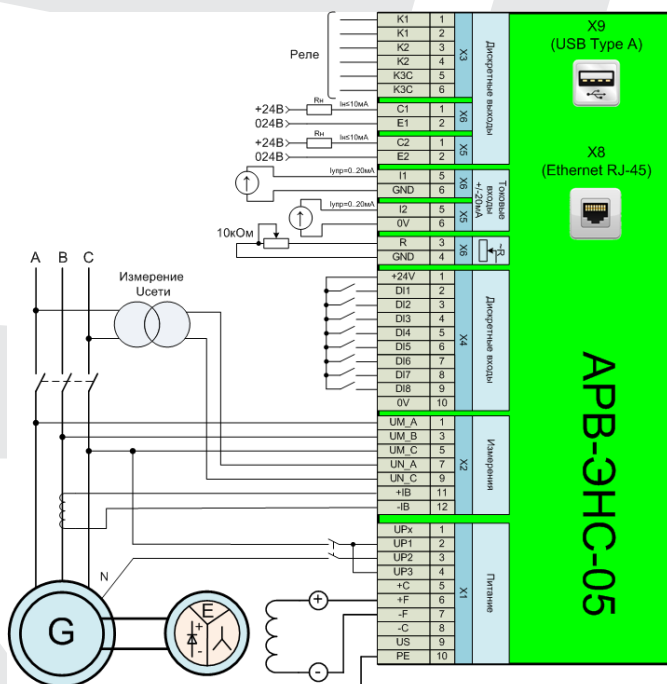 Реле
K1 1
K1 2
K2 3
K2 4
K3C 5
K3C 6
X3
Дискретные выходы
+24В Rн Iн≤10мА C1 1
024В E1 2
X6
+24В Rн Iн≤10мА C2 1
024В E2 2
X5
Iупр=0..20мА I1 5
GND 6
X6
Токовые входы +/-20мА
Iупр=0..20мА I2 5
0V 6
X5
10кОм R 3
GND 4
X6
~R
+24V 1
DI1 2
DI2 3
DI3 4
DI4 5
DI5 6
DI6 7
DI7 8
DI8 9
0V 10
X4
Дискретные входы
A B C
Измерение
Uсети
UM_A 1
UM_B 3
UM_C 5
UN_A 7
UN_C 9
+IB 11
-IB 12
X2
Измерения
UPx 1
UP1 2
UP2 3
UP3 4
+C 5
+F 6
-F 7
-C 8
US 9
PE 10
X1
Питание
N
G
E
+
-
+
-
X9
(USB Type A)
X8
(Ethernet RJ-45)
АРВ-ЭНС-05